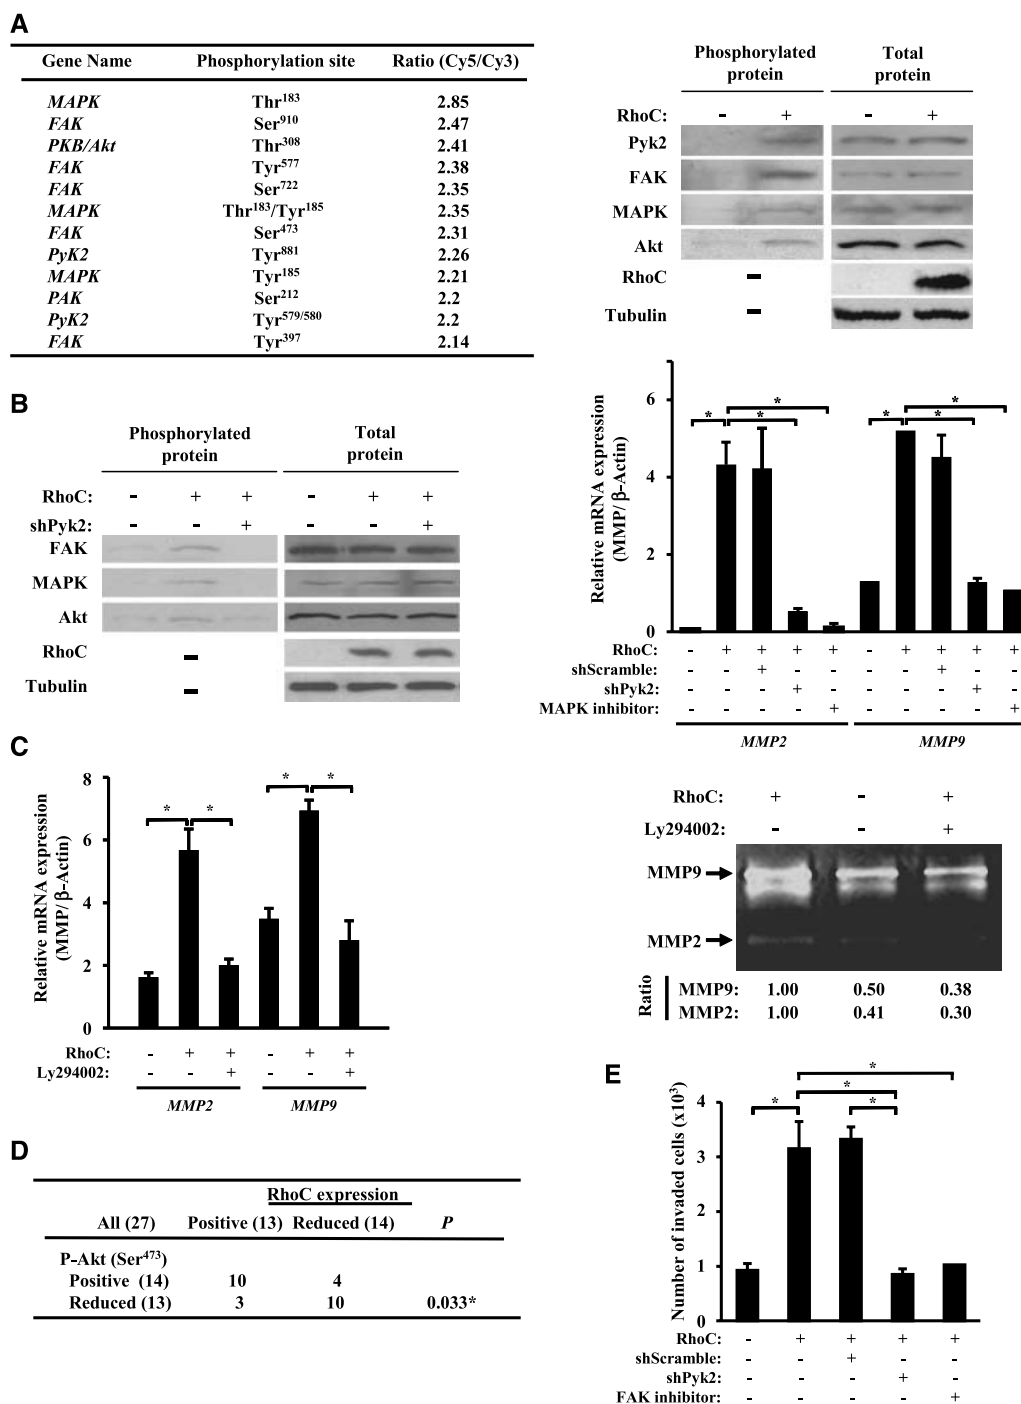 A
Gene Name Phosphorylation site Ratio (Cy5/Cy3)
MAPK Thr183 2.85
FAK Ser910 2.47
PKB/Akt Thr308 2.41
FAK Tyr577 2.38
FAK Ser722 2.35
MAPK Thr183/Tyr185 2.35
FAK Ser473 2.31
PyK2 Tyr881 2.26
MAPK Tyr185 2.21
PAK Ser212 2.2
PyK2 Tyr579/580 2.2
FAK Tyr397 2.14
Phosphorylated protein Total protein
RhoC: - + - +
Pyk2
FAK
MAPK
Akt
RhoC -
Tubulin -
B
Phosphorylated protein Total protein
RhoC: - + + - + +
shPyk2: - - + - - +
FAK
MAPK
Akt
RhoC -
Tubulin -
Relative mRNA expression
(MMP/β-Actin)
6
4
2
0
* * * * * *
RhoC: - + + + + - + + + +
shScramble: - - + - - - - + - -
shPyk2: - - - + - - - - + -
MAPK inhibitor: - - - - + - - - - +
MMP2 MMP9
C
Relative mRNA expression
(MMP/β-Actin)
8
6
4
2
0
* * * *
RhoC: - + + - + +
Ly294002: - - + - - +
MMP2 MMP9
RhoC: + - +
Ly294002: - - +
MMP9
MMP2
Ratio
MMP9: 1.00 0.50 0.38
MMP2: 1.00 0.41 0.30
D
RhoC expression
All (27) Positive (13) Reduced (14) P
P-Akt (Ser473)
Positive (14) 10 4
Reduced (13) 3 10 0.033*
E
Number of invaded cells (x103)
4
3
2
1
0
* * * *
RhoC: - + + + +
shScramble: - - + - -
shPyk2: - - - + -
FAK inhibitor: - - - - +